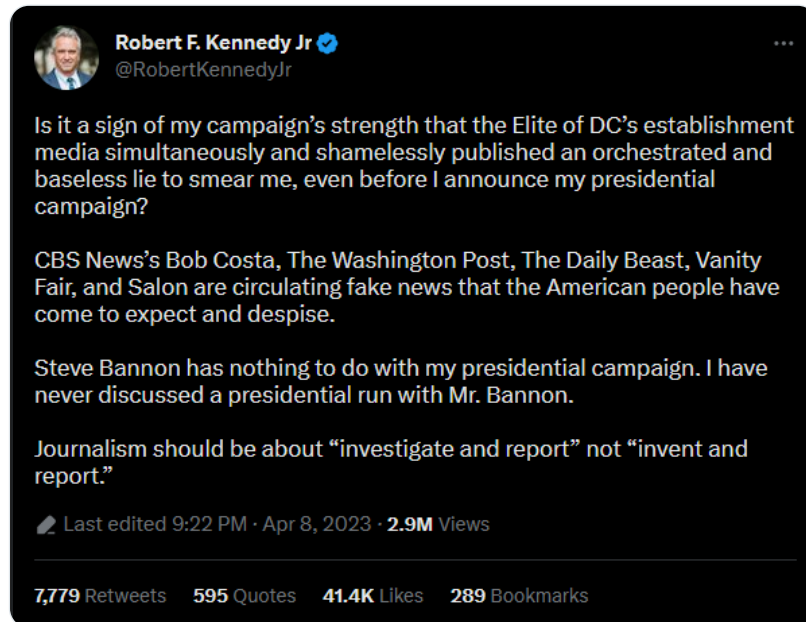 Robert F. Kennedy Jr
@RobertKennedyJr
Is it a sign of my campaign’s strength that the Elite of DC’s establishment
media simultaneously and shamelessly published an orchestrated and
baseless lie to smear me, even before I announce my presidential
campaign?
CBS News’s Bob Costa, The Washington Post, The Daily Beast, Vanity
Fair, and Salon are circulating fake news that the American people have
come to expect and despise.
Steve Bannon has nothing to do with my presidential campaign. I have
never discussed a presidential run with Mr. Bannon.
Journalism should be about “investigate and report” not “invent and
report.”
Last edited 9:22 PM · Apr 8, 2023 · 2.9M Views
7,779 Retweets 595 Quotes 41.4K Likes 289 Bookmarks